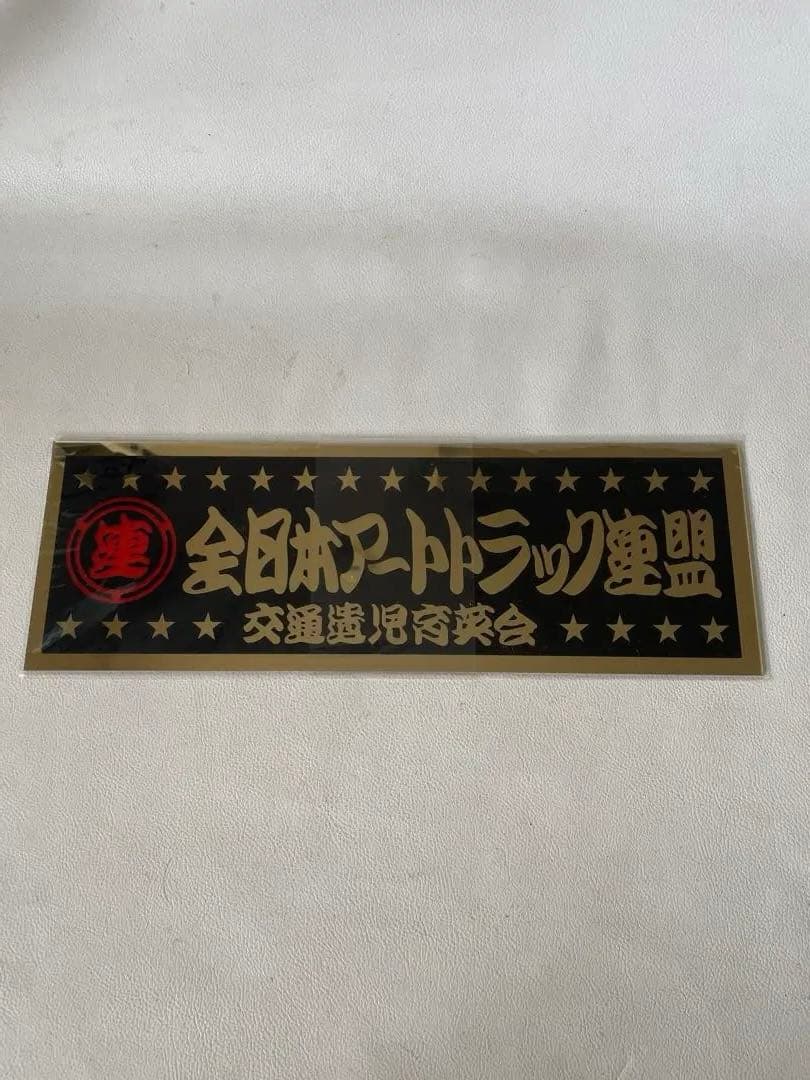 連
全日本アートトラック連盟
交通遺児育英会